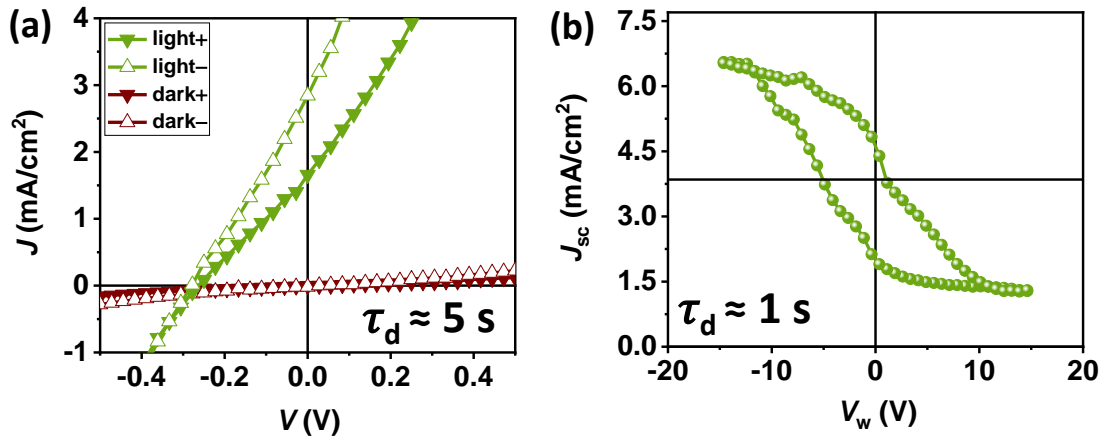 (a)
light+
light−
dark+
dark−
J (mA/cm²)
4
3
2
1
0
-1
τd ≈ 5 s
-0.4 -0.2 0.0 0.2 0.4
V (V)
(b)
Jsc (mA/cm²)
7.5
6.0
4.5
3.0
1.5
0.0
τd ≈ 1 s
-20 -10 0 10 20
Vw (V)